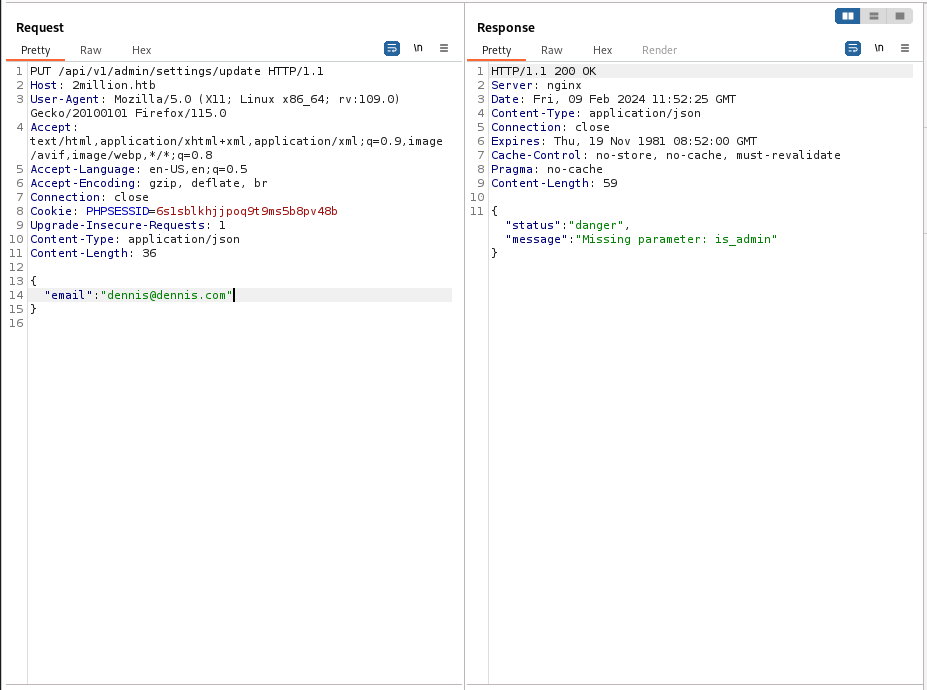 Request
Pretty Raw Hex \n
1 PUT /api/v1/admin/settings/update HTTP/1.1
2 Host: 2million.htb
3 User-Agent: Mozilla/5.0 (X11; Linux x86_64; rv:109.0)
Gecko/20100101 Firefox/115.0
4 Accept:
text/html,application/xhtml+xml,application/xml;q=0.9,image
/avif,image/webp,*/*;q=0.8
5 Accept-Language: en-US,en;q=0.5
6 Accept-Encoding: gzip, deflate, br
7 Connection: close
8 Cookie: PHPSESSID=6s1sblkhjjpoq9t9ms5b8pv48b
9 Upgrade-Insecure-Requests: 1
10 Content-Type: application/json
11 Content-Length: 36
12
13 {
14 "email":"dennis@dennis.com"
15 }
16
Response
Pretty Raw Hex Render \n
1 HTTP/1.1 200 OK
2 Server: nginx
3 Date: Fri, 09 Feb 2024 11:52:25 GMT
4 Content-Type: application/json
5 Connection: close
6 Expires: Thu, 19 Nov 1981 08:52:00 GMT
7 Cache-Control: no-store, no-cache, must-revalidate
8 Pragma: no-cache
9 Content-Length: 59
10
11 {
"status":"danger",
"message":"Missing parameter: is_admin"
}